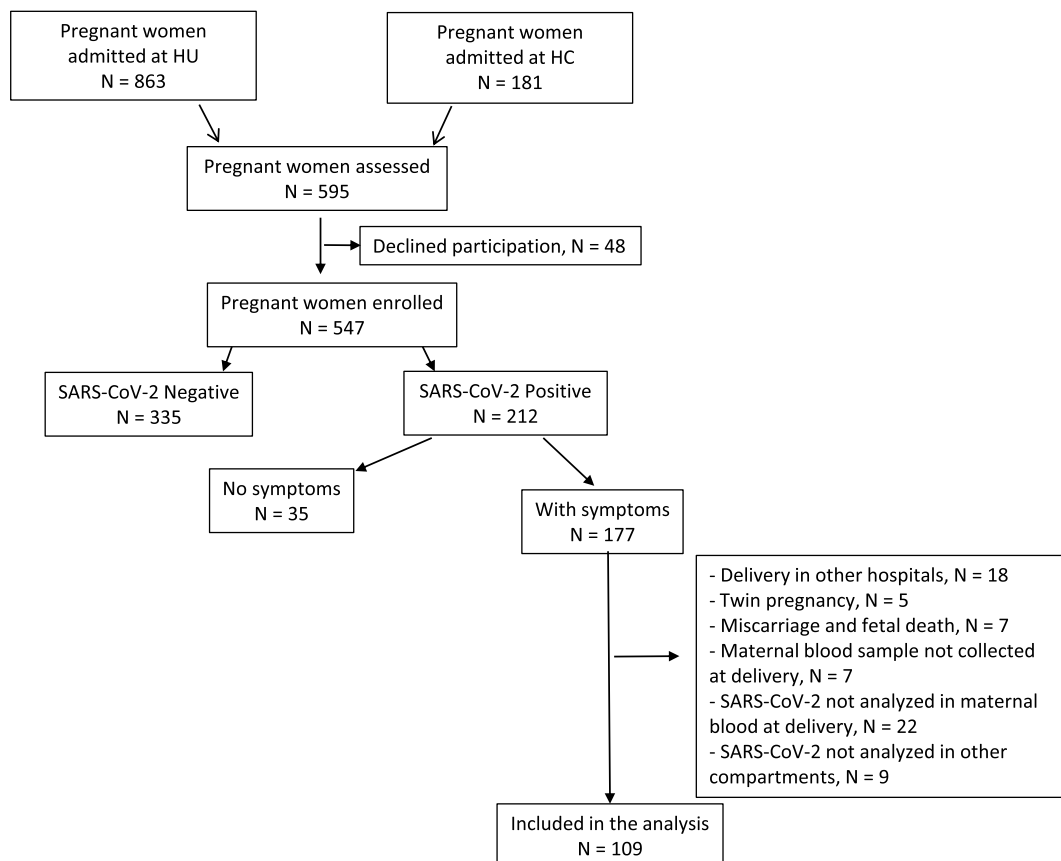 Pregnant women
admitted at HU
N = 863
Pregnant women
admitted at HC
N = 181
Pregnant women assessed
N = 595
Declined participation, N = 48
Pregnant women enrolled
N = 547
SARS-CoV-2 Negative
N = 335
SARS-CoV-2 Positive
N = 212
No symptoms
N = 35
With symptoms
N = 177
- Delivery in other hospitals, N = 18
- Twin pregnancy, N = 5
- Miscarriage and fetal death, N = 7
- Maternal blood sample not collected
at delivery, N = 7
- SARS-CoV-2 not analyzed in maternal
blood at delivery, N = 22
- SARS-CoV-2 not analyzed in other
compartments, N = 9
Included in the analysis
N = 109